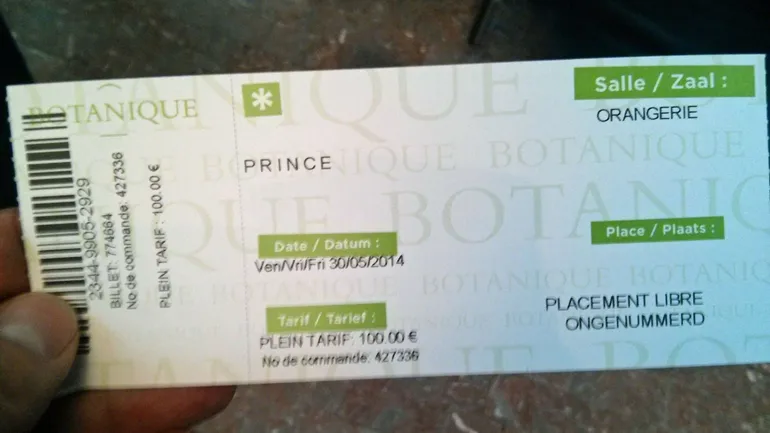 BOTANIQUE
2344-9905-2929
BILLET: 774664
No de commande: 427336
PLEIN TARIF: 100.00 €
PRINCE
Date / Datum :
Ven/Vri/Fri 30/05/2014
Tarif / Tarief :
PLEIN TARIF: 100.00 €
No de commande: 427336
Salle / Zaal :
ORANGERIE
Place / Plaats :
PLACEMENT LIBRE
ONGENUMMERD